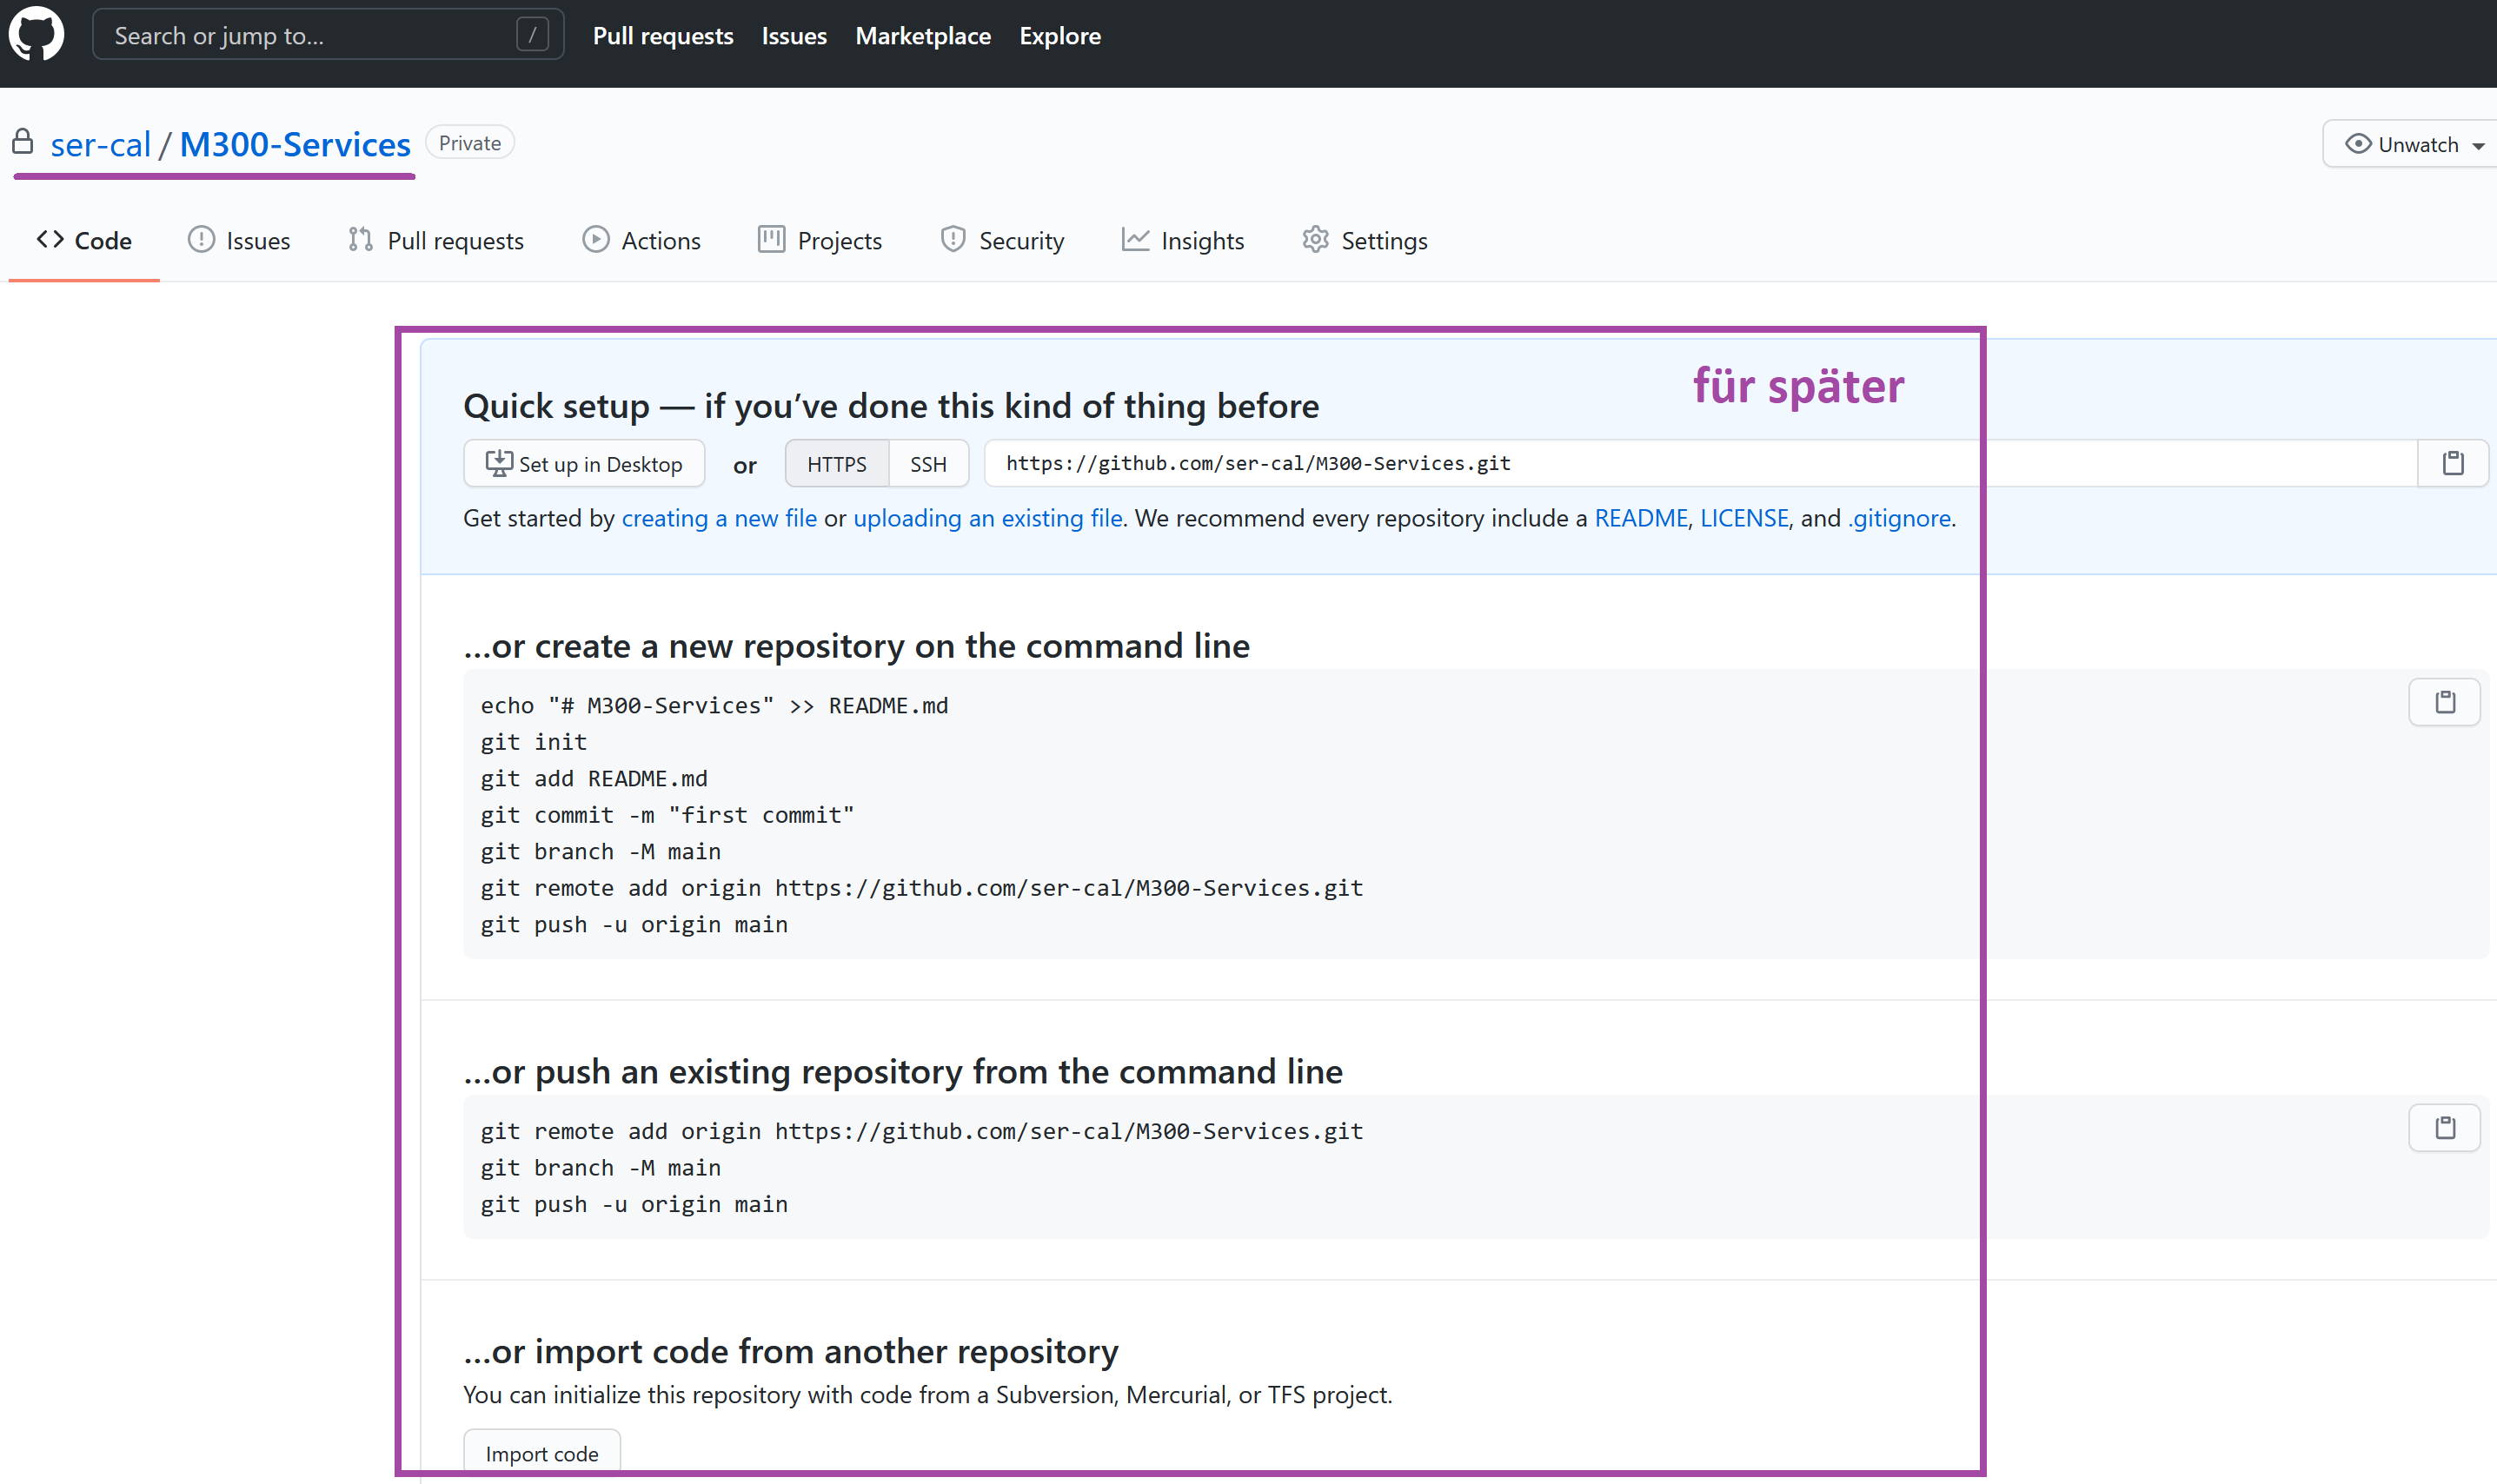 Search or jump to... /
Pull requests Issues Marketplace Explore
ser-cal / M300-Services Private
Unwatch
Code Issues Pull requests Actions Projects Security Insights Settings
für später
Quick setup — if you’ve done this kind of thing before
Set up in Desktop or HTTPS SSH https://github.com/ser-cal/M300-Services.git
Get started by creating a new file or uploading an existing file. We recommend every repository include a README, LICENSE, and .gitignore.
…or create a new repository on the command line
echo "# M300-Services" >> README.md
git init
git add README.md
git commit -m "first commit"
git branch -M main
git remote add origin https://github.com/ser-cal/M300-Services.git
git push -u origin main
…or push an existing repository from the command line
git remote add origin https://github.com/ser-cal/M300-Services.git
git branch -M main
git push -u origin main
…or import code from another repository
You can initialize this repository with code from a Subversion, Mercurial, or TFS project.
Import code